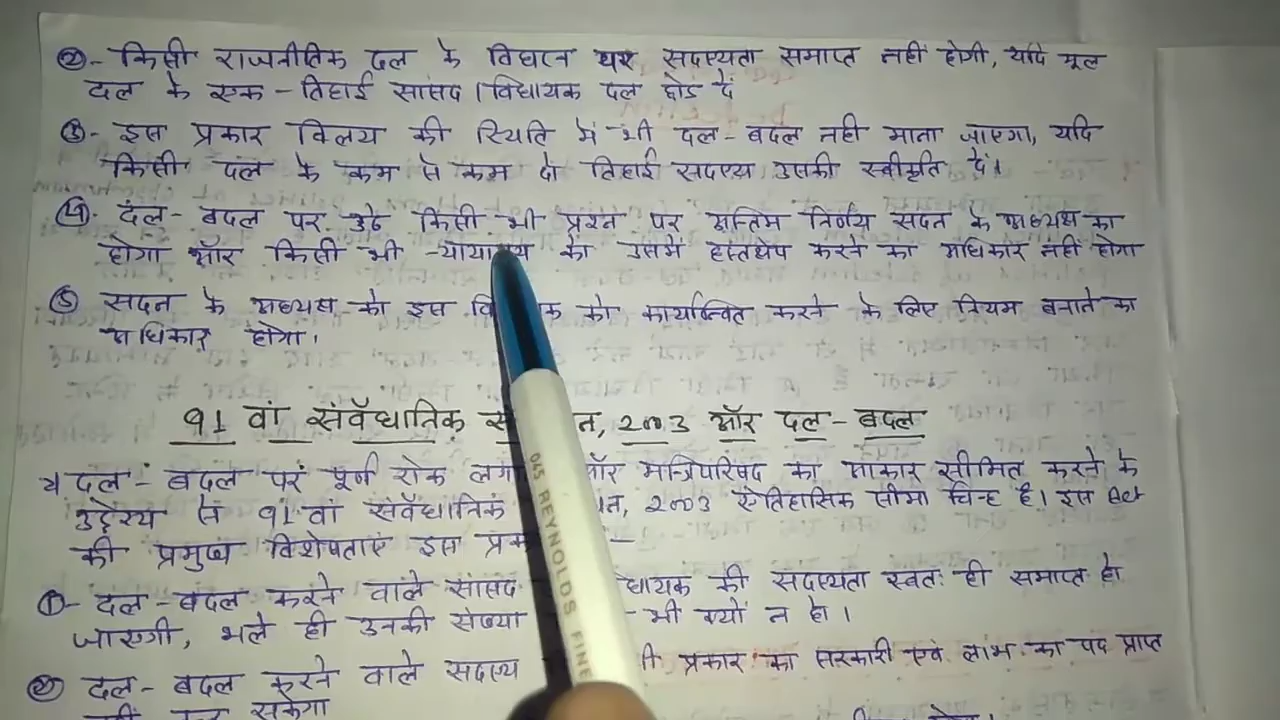 ②- किसी राजनीतिक दल के विघटन पर सदस्यता समाप्त नहीं होगी, यदि मूल
दल के एक - तिहाई सांसद / विधायक दल छोड दे
③- इस प्रकार विलय की स्थिति में भी दल - बदल नही माना जाएगा, यदि
किसी दल के कम से कम दो तिहाई सदस्य उसकी स्वीकृति दें।
④- दल - बदल पर उठे किसी भी प्रश्न पर अन्तिम निर्णय सदन के अध्यक्ष का
होगा और किसी भी न्यायालय को उसमें हस्तक्षेप करने का अधिकार नहीं होगा
⑤ सदन के अध्यक्ष को इस को कार्यान्वित करने के लिए नियम बनाने का
अधिकार होगा।
91 वां संवैधानिक 2003 और दल - बदल
दल - बदल पर पूर्ण रोक और मन्त्रिपरिषद का आकार सीमित करने के
उद्देश्य से 91 वां संवैधानिक 2003 ऐतिहासिक सीमा चिन्ह है। इस Act
की प्रमुख विशेषताएं इस
①- दल - बदल करने वाले सांसद की सदस्यता स्वतः ही समाप्त हो
जाएगी, भले ही उनकी संख्या भी क्यों न हो।
② दल - बदल करने वाले सदस्य प्रकार का सरकारी एवं लाभ का पद प्राप्त
सकेगा
045 REYNOLDS FINE